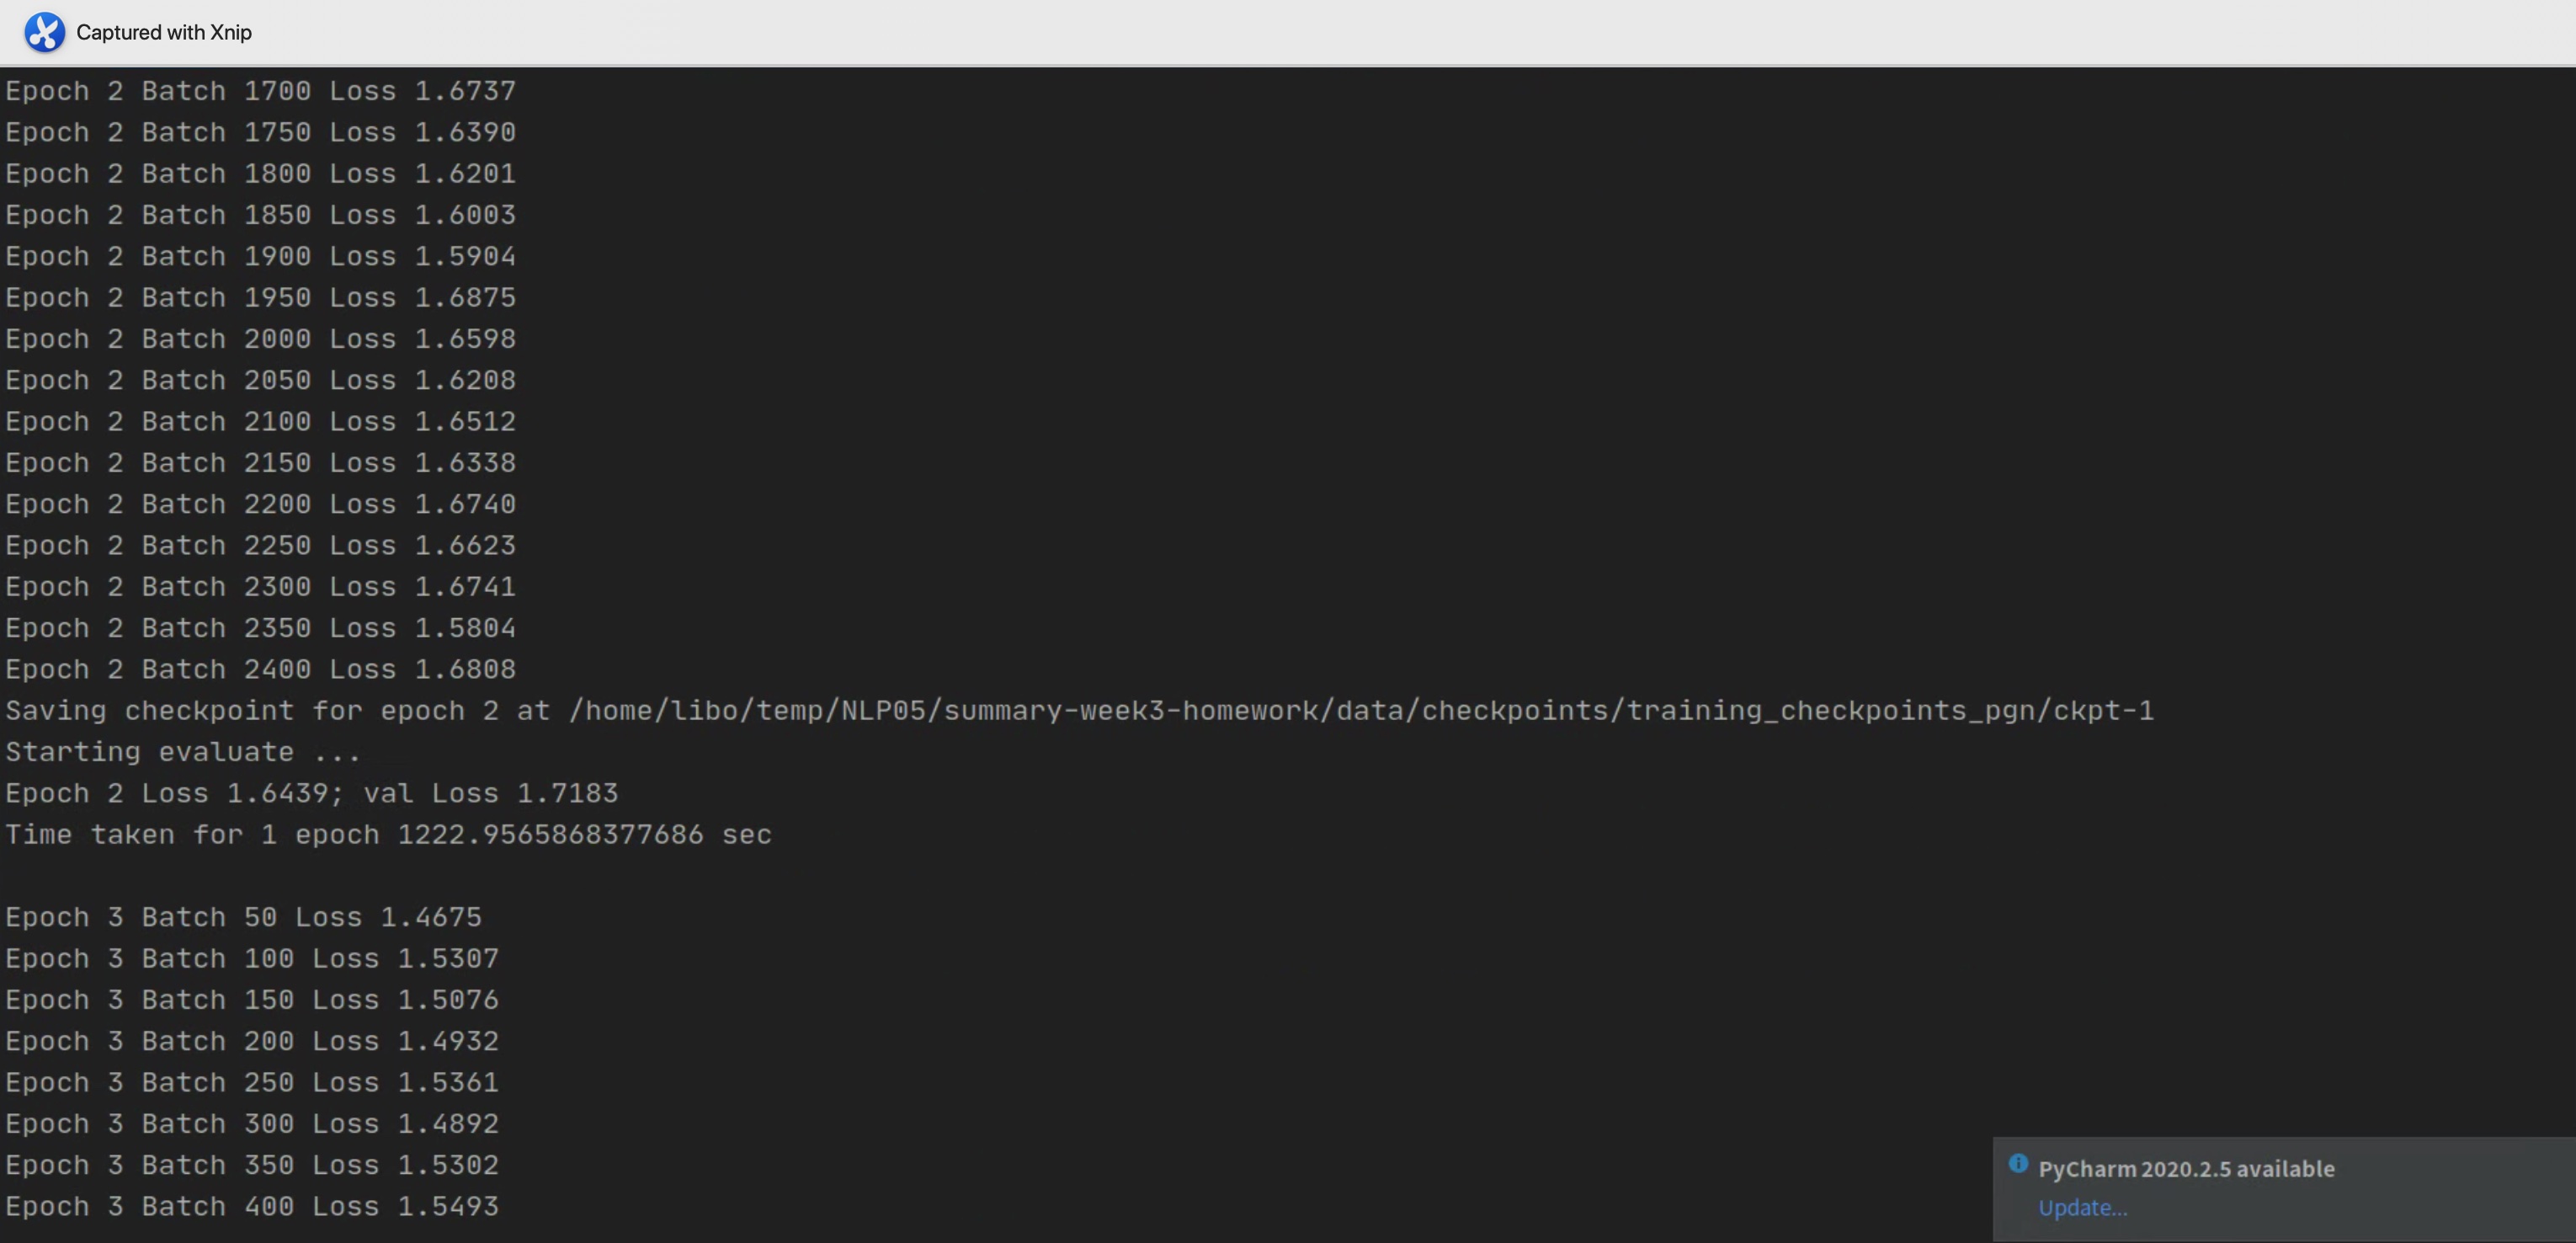 Captured with Xnip
Epoch 2 Batch 1700 Loss 1.6737
Epoch 2 Batch 1750 Loss 1.6390
Epoch 2 Batch 1800 Loss 1.6201
Epoch 2 Batch 1850 Loss 1.6003
Epoch 2 Batch 1900 Loss 1.5904
Epoch 2 Batch 1950 Loss 1.6875
Epoch 2 Batch 2000 Loss 1.6598
Epoch 2 Batch 2050 Loss 1.6208
Epoch 2 Batch 2100 Loss 1.6512
Epoch 2 Batch 2150 Loss 1.6338
Epoch 2 Batch 2200 Loss 1.6740
Epoch 2 Batch 2250 Loss 1.6623
Epoch 2 Batch 2300 Loss 1.6741
Epoch 2 Batch 2350 Loss 1.5804
Epoch 2 Batch 2400 Loss 1.6808
Saving checkpoint for epoch 2 at /home/libo/temp/NLP05/summary-week3-homework/data/checkpoints/training_checkpoints_pgn/ckpt-1
Starting evaluate ...
Epoch 2 Loss 1.6439; val Loss 1.7183
Time taken for 1 epoch 1222.9565868377686 sec
Epoch 3 Batch 50 Loss 1.4675
Epoch 3 Batch 100 Loss 1.5307
Epoch 3 Batch 150 Loss 1.5076
Epoch 3 Batch 200 Loss 1.4932
Epoch 3 Batch 250 Loss 1.5361
Epoch 3 Batch 300 Loss 1.4892
Epoch 3 Batch 350 Loss 1.5302
Epoch 3 Batch 400 Loss 1.5493
PyCharm 2020.2.5 available
Update...